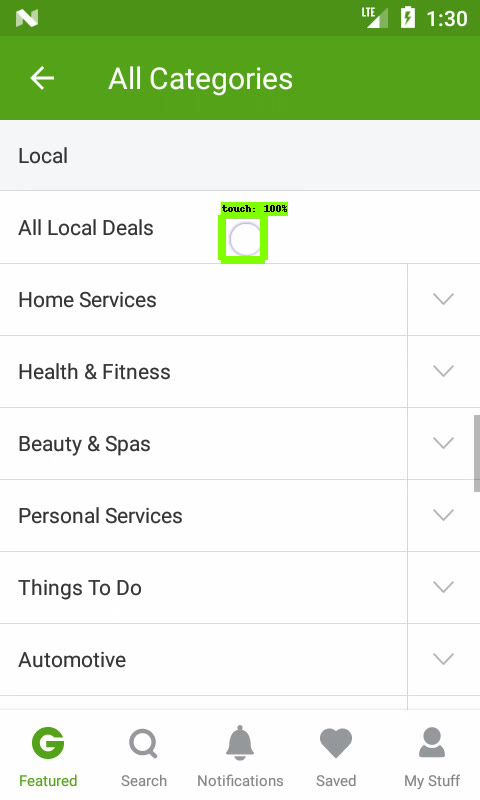 LTE 1:30
All Categories
Local
touch: 100%
All Local Deals
Home Services
Health & Fitness
Beauty & Spas
Personal Services
Things To Do
Automotive
Featured Search Notifications Saved My Stuff